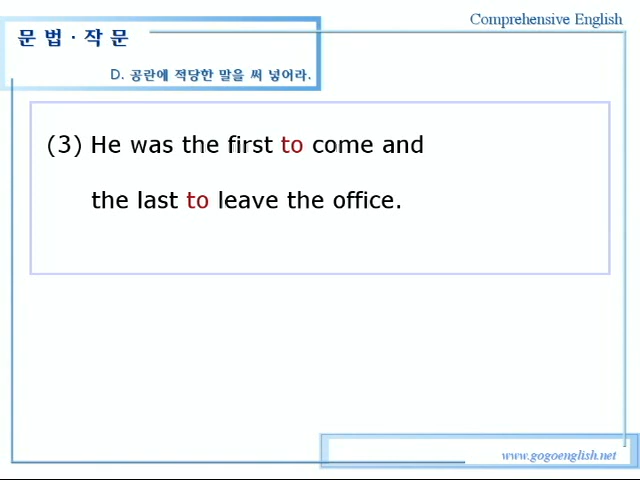 Comprehensive English
문 법 · 작 문
D. 공란에 적당한 말을 써 넣어라.
(3) He was the first to come and
the last to leave the office.
www.gogoenglish.net